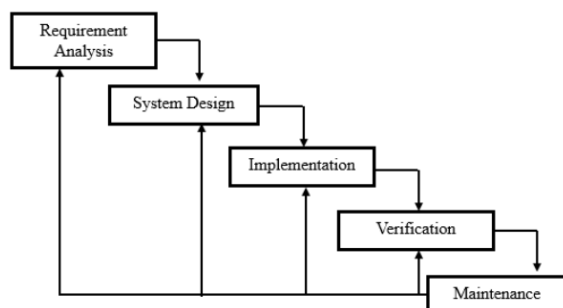 Requirement
Analysis
System Design
Implementation
Verification
Maintenance